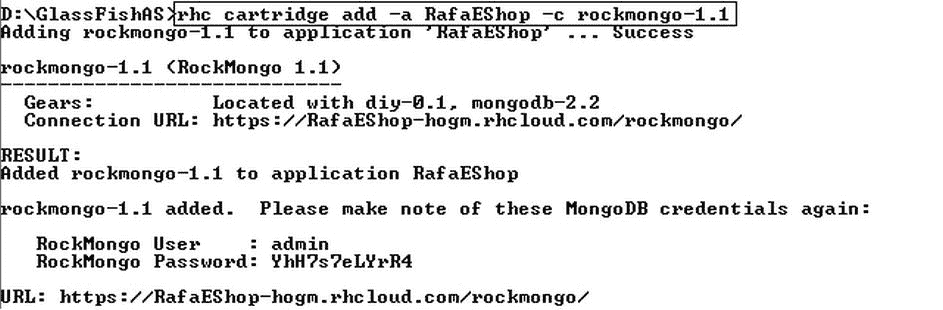 D:\GlassFishAS>rhc cartridge add -a RafaEShop -c rockmongo-1.1
Adding rockmongo-1.1 to application 'RafaEShop' ... Success
rockmongo-1.1 (RockMongo 1.1)
-----------------------------
Gears: Located with diy-0.1, mongodb-2.2
Connection URL: https://RafaEShop-hogm.rhcloud.com/rockmongo/
RESULT:
Added rockmongo-1.1 to application RafaEShop
rockmongo-1.1 added. Please make note of these MongoDB credentials again:
RockMongo User : admin
RockMongo Password: YhH7s7eLYrR4
URL: https://RafaEShop-hogm.rhcloud.com/rockmongo/